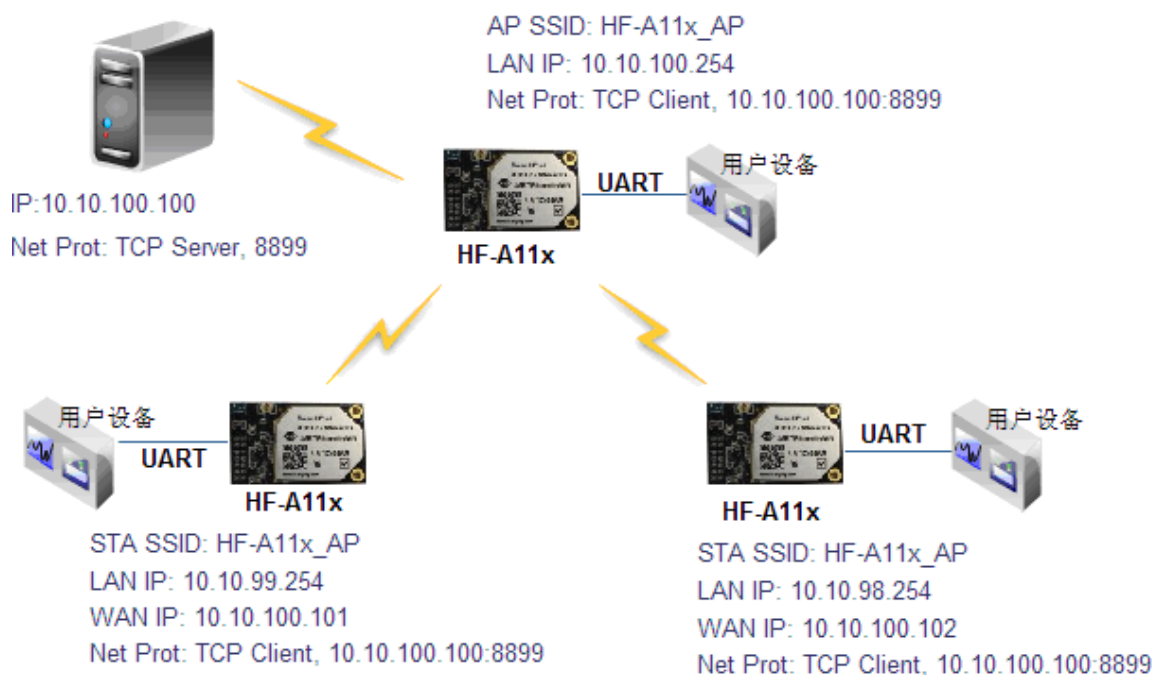 AP SSID: HF-A11x_AP
LAN IP: 10.10.100.254
Net Prot: TCP Client, 10.10.100.100:8899
用户设备
UART
HF-A11x
IP:10.10.100.100
Net Prot: TCP Server, 8899
用户设备
UART
HF-A11x
STA SSID: HF-A11x_AP
LAN IP: 10.10.99.254
WAN IP: 10.10.100.101
Net Prot: TCP Client, 10.10.100.100:8899
用户设备
UART
HF-A11x
STA SSID: HF-A11x_AP
LAN IP: 10.10.98.254
WAN IP: 10.10.100.102
Net Prot: TCP Client, 10.10.100.100:8899